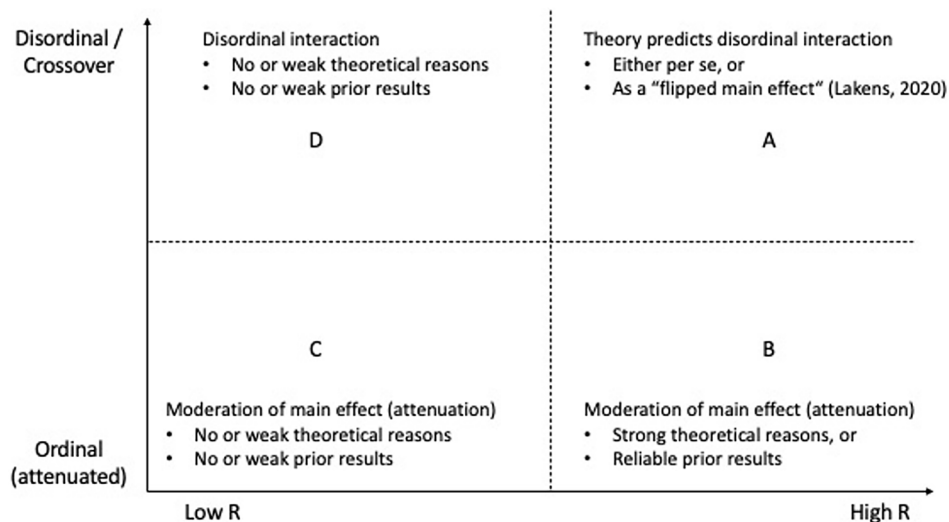 Disordinal /
Crossover
Disordinal interaction
• No or weak theoretical reasons
• No or weak prior results
D
Theory predicts disordinal interaction
• Either per se, or
• As a “flipped main effect“ (Lakens, 2020)
A
C
Moderation of main effect (attenuation)
• No or weak theoretical reasons
• No or weak prior results
B
Moderation of main effect (attenuation)
• Strong theoretical reasons, or
• Reliable prior results
Ordinal
(attenuated)
Low R
High R